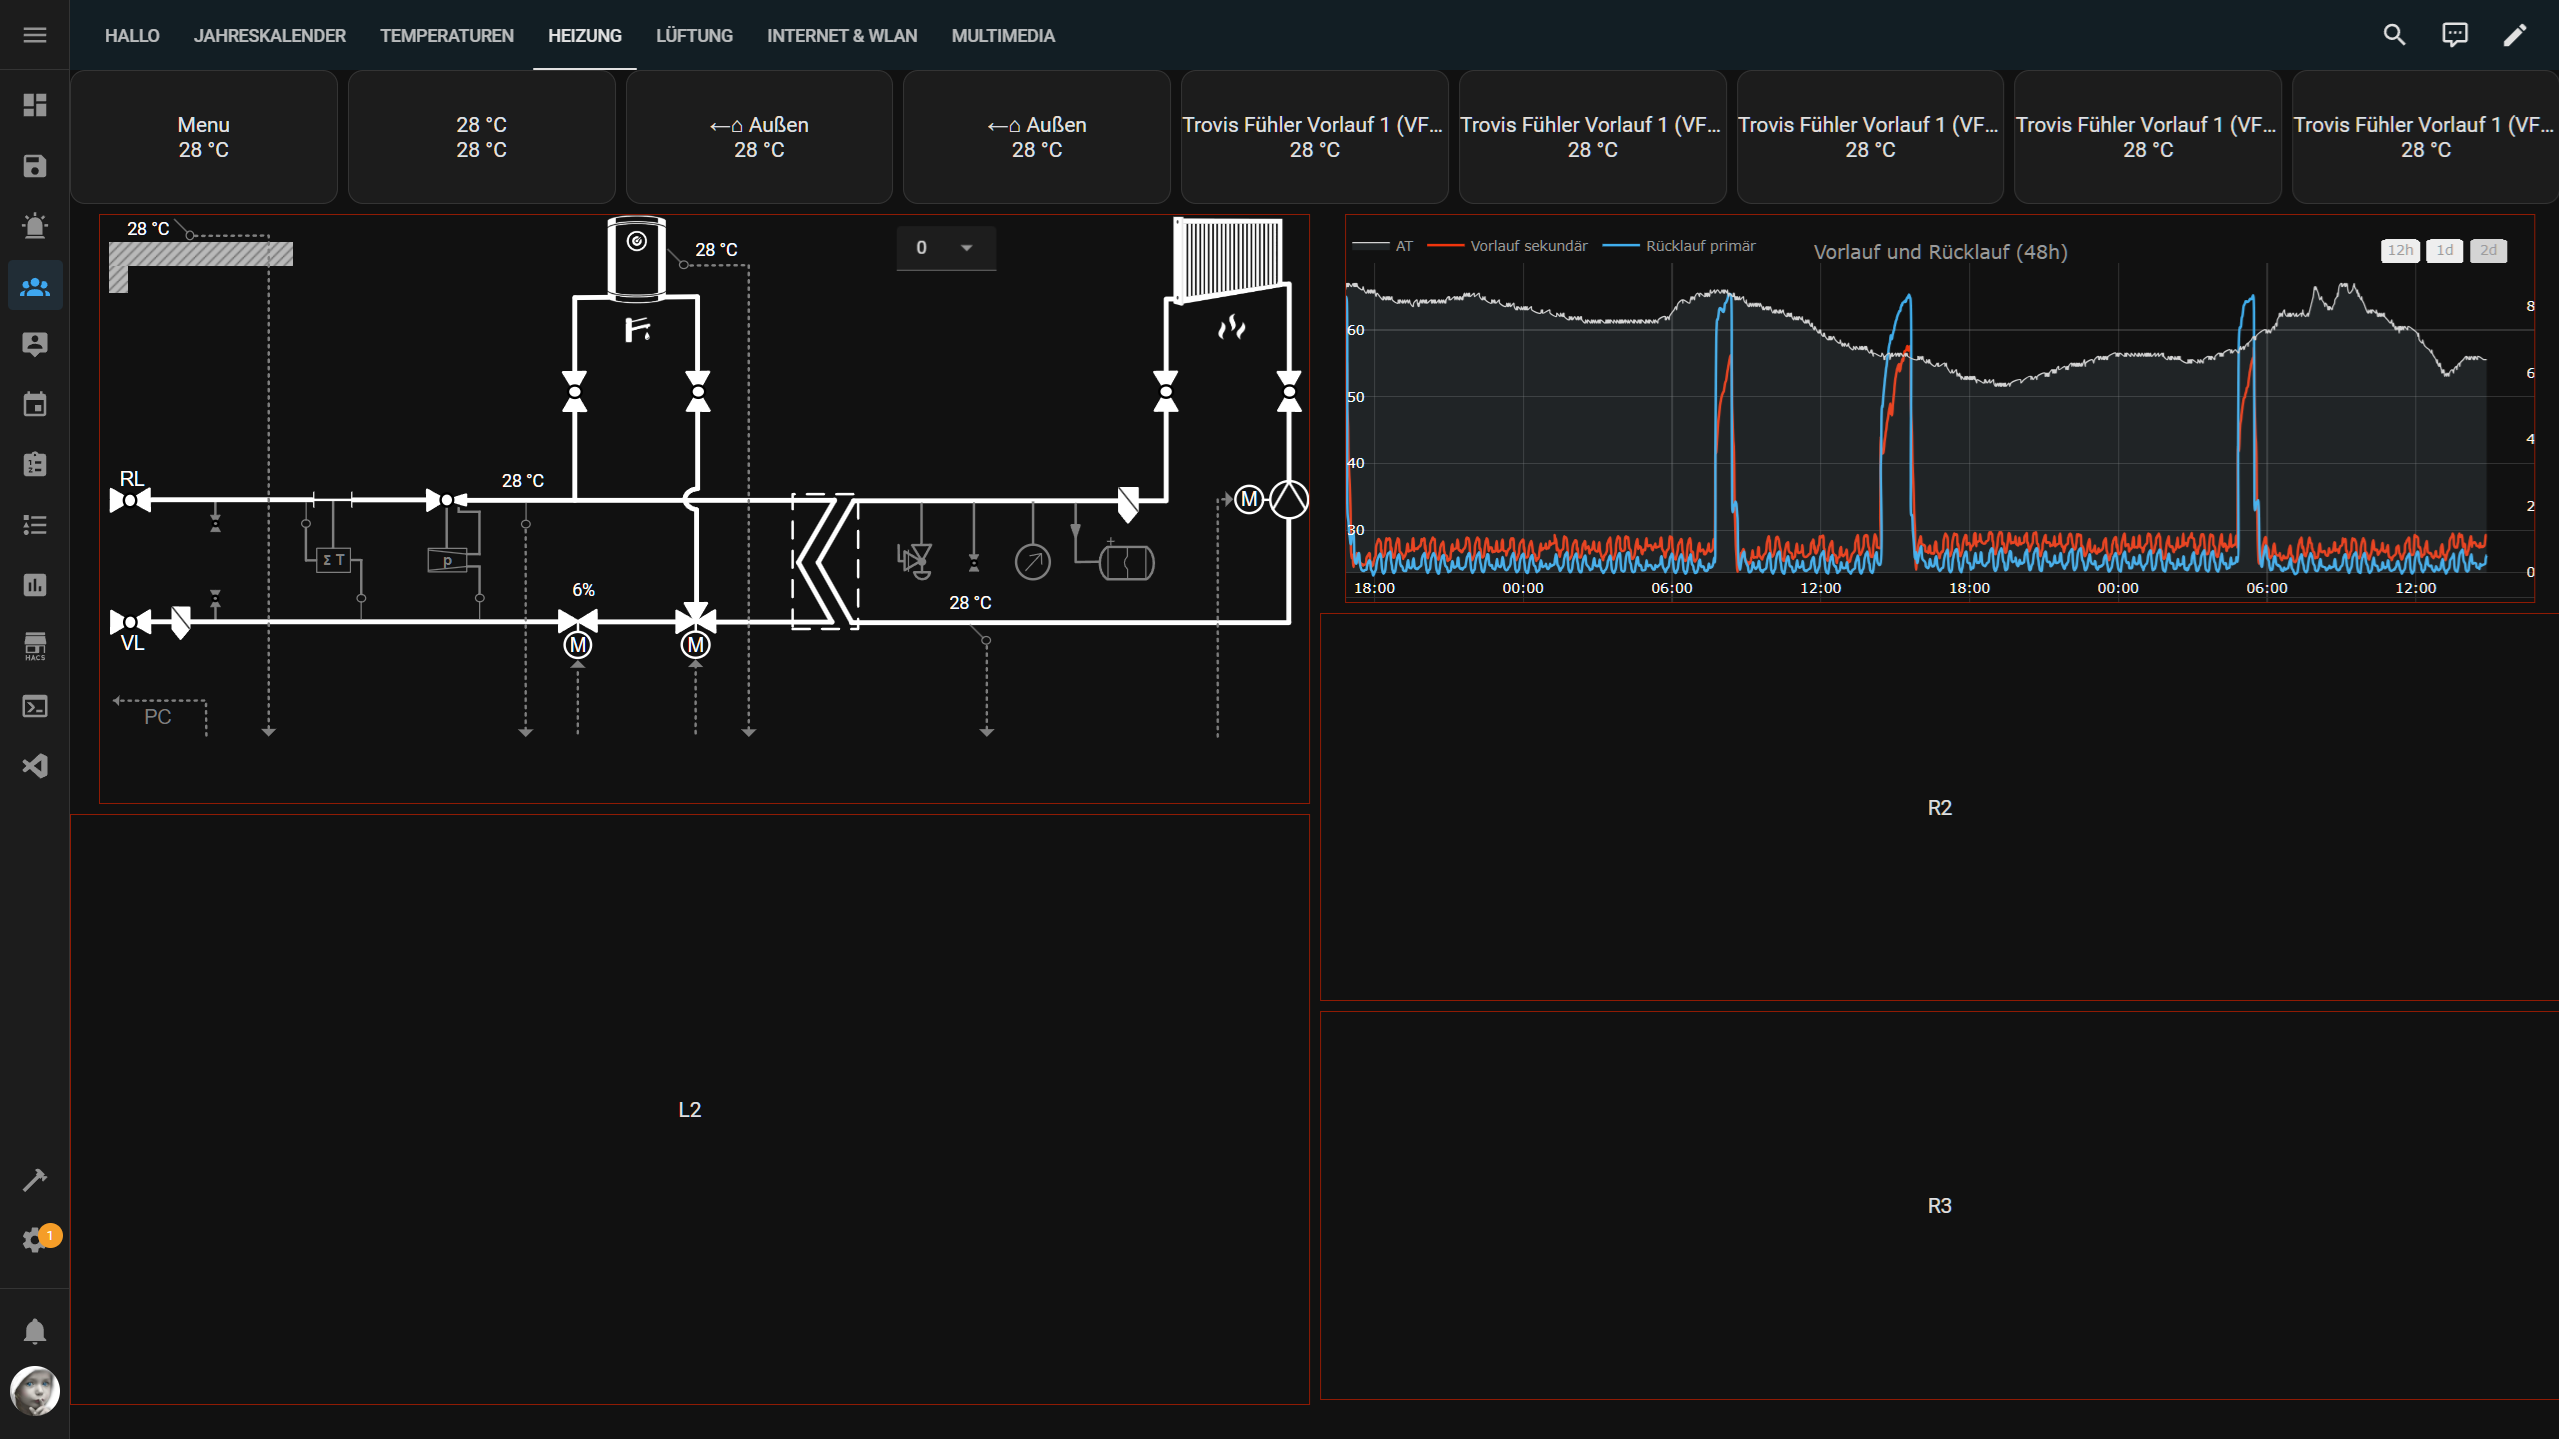 HALLO JAHRESKALENDER TEMPERATUREN HEIZUNG LÜFTUNG INTERNET & WLAN MULTIMEDIA
Menu
28 °C
28 °C
28 °C
←⌂ Außen
28 °C
←⌂ Außen
28 °C
Trovis Fühler Vorlauf 1 (VF...
28 °C
Trovis Fühler Vorlauf 1 (VF...
28 °C
Trovis Fühler Vorlauf 1 (VF...
28 °C
Trovis Fühler Vorlauf 1 (VF...
28 °C
Trovis Fühler Vorlauf 1 (VF...
28 °C
28 °C
28 °C
0
RL
28 °C
M
Σ T
p
6%
28 °C
VL
M
M
PC
AT Vorlauf sekundär Rücklauf primär
Vorlauf und Rücklauf (48h)
12h 1d 2d
60
50
40
30
8
6
4
2
0
18:00 00:00 06:00 12:00 18:00 00:00 06:00 12:00
R2
L2
R3
HACS
1